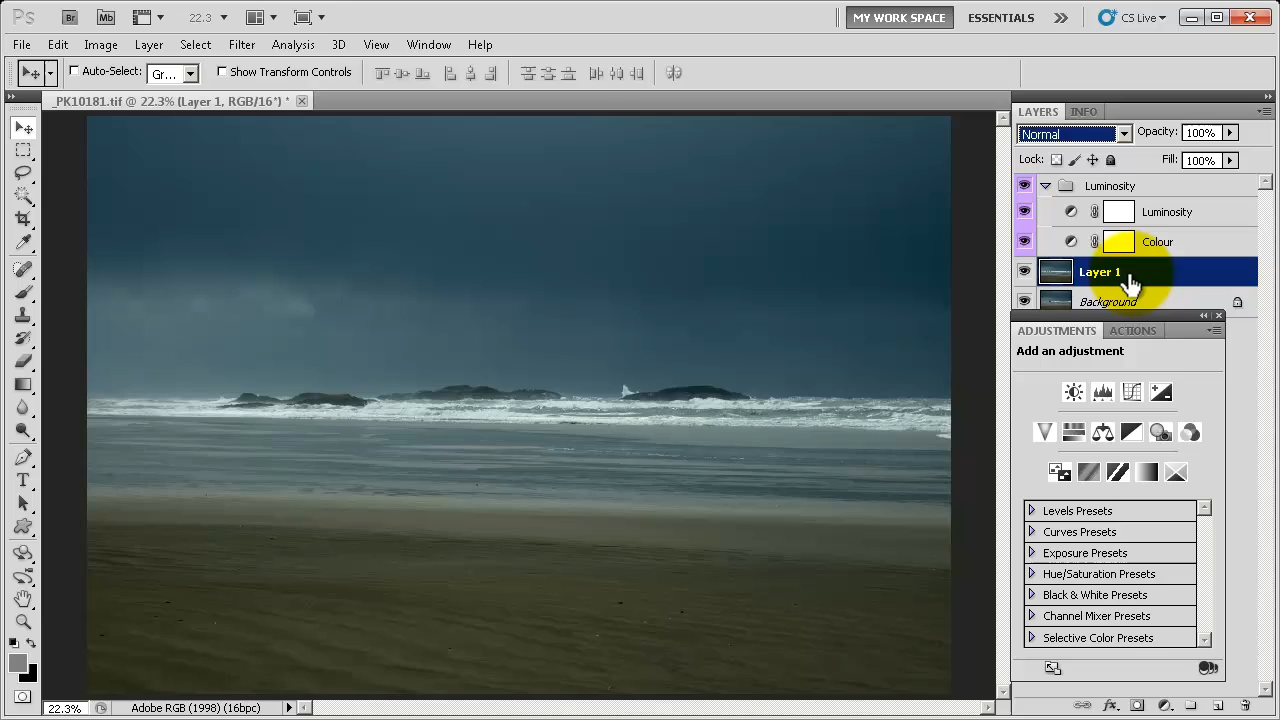 Ps Br Mb 22.3 MY WORK SPACE ESSENTIALS CS Live
File Edit Image Layer Select Filter Analysis 3D View Window Help
Auto-Select: Gr... Show Transform Controls
_PK10181.tif @ 22.3% (Layer 1, RGB/16*) *
LAYERS INFO
Normal Opacity: 100%
Lock: Fill: 100%
Luminosity
Luminosity
Colour
Layer 1
Background
ADJUSTMENTS ACTIONS
Add an adjustment
Levels Presets
Curves Presets
Exposure Presets
Hue/Saturation Presets
Black & White Presets
Channel Mixer Presets
Selective Color Presets
22.3% Adobe RGB (1998) (16bpc)
fx